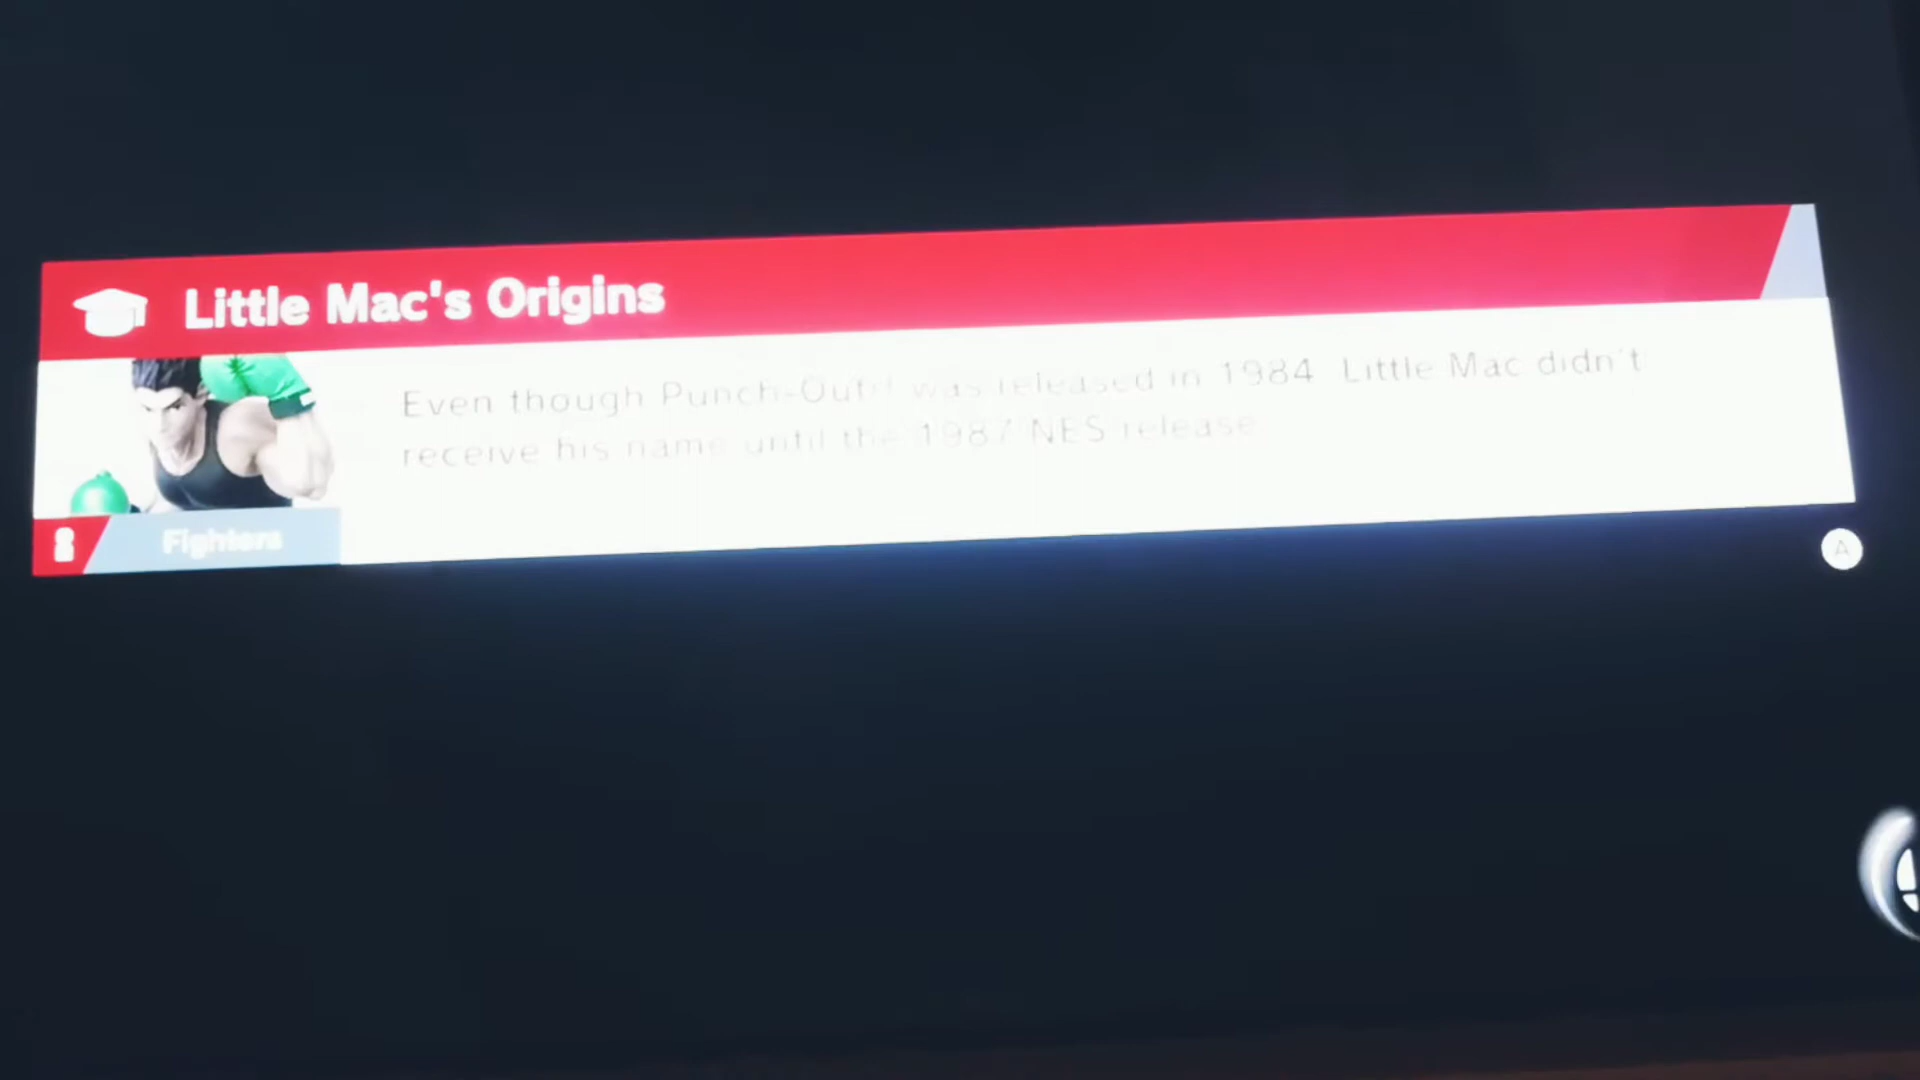 Little Mac's Origins
Even though Punch-Out!! was released in 1984, Little Mac didn't
receive his name until the 1987 NES release.
8
Fighters
A